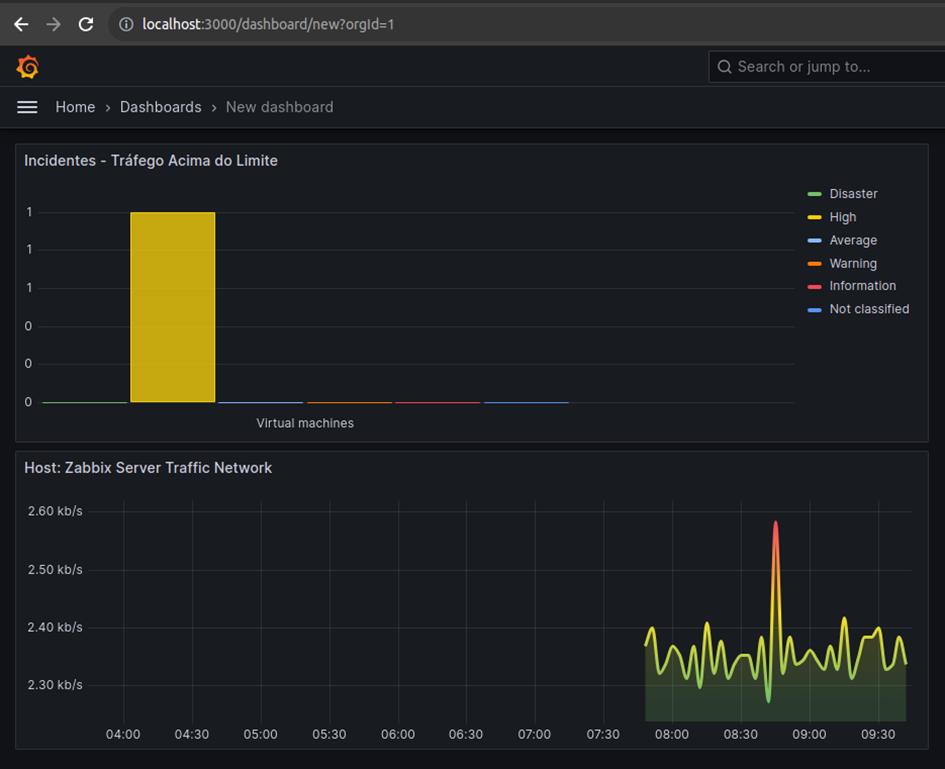 localhost:3000/dashboard/new?orgId=1
Search or jump to...
Home › Dashboards › New dashboard
Incidentes - Tráfego Acima do Limite
Disaster
High
Average
Warning
Information
Not classified
1
1
1
0
0
0
Virtual machines
Host: Zabbix Server Traffic Network
2.60 kb/s
2.50 kb/s
2.40 kb/s
2.30 kb/s
04:00 04:30 05:00 05:30 06:00 06:30 07:00 07:30 08:00 08:30 09:00 09:30